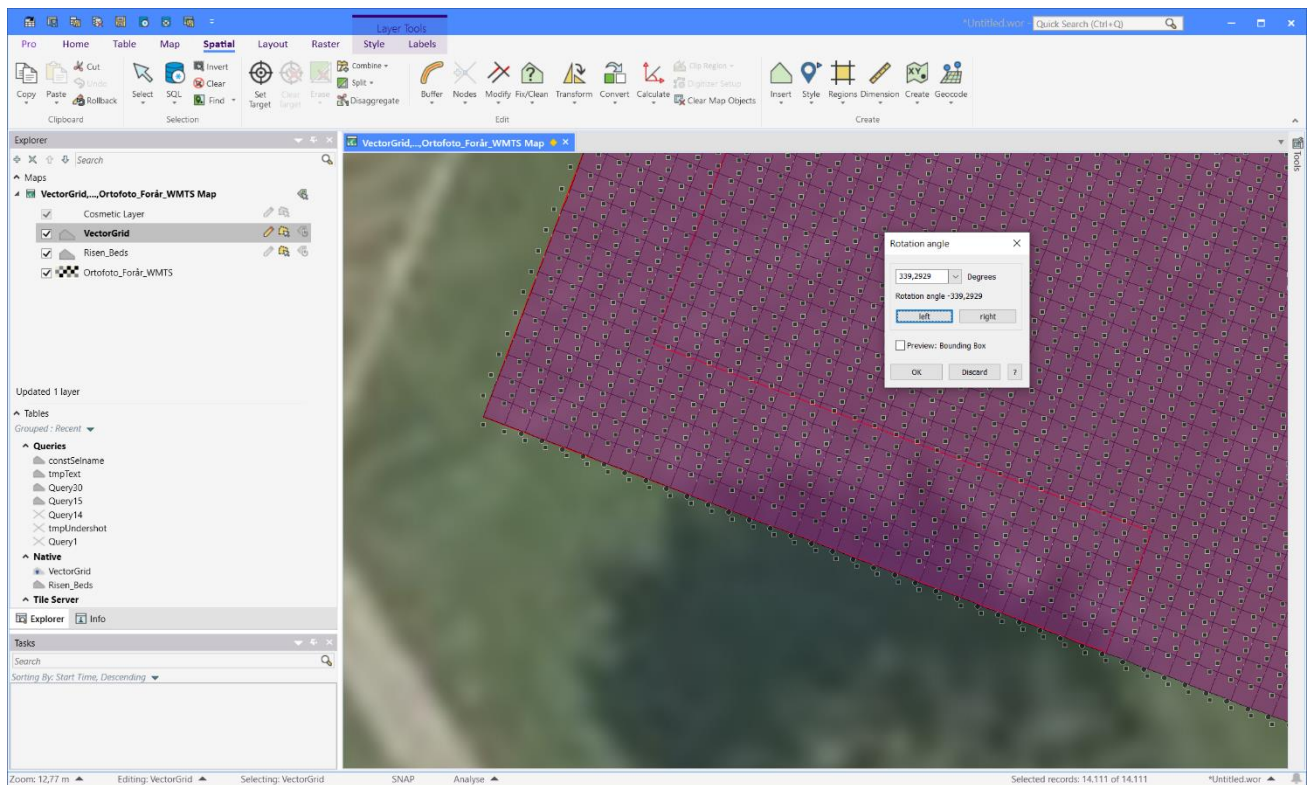 Layer Tools
*Untitled.wor -
Quick Search (Ctrl+Q)
Pro Home Table Map Spatial Layout Raster Style Labels
Copy
Paste
Cut
Undo
Rollback
Clipboard
Select
SQL
Invert
Clear
Find
Selection
Set Target
Clear Target
Erase
Combine
Split
Disaggregate
Buffer
Nodes
Modify
Fix/Clean
Transform
Convert
Calculate
Clip Region
Digitizer Setup
Clear Map Objects
Edit
Insert
Style
Regions
Dimension
Create
Geocode
Create
Explorer
Search
Maps
VectorGrid,...,Ortofoto_Forår_WMTS Map
Cosmetic Layer
VectorGrid
Risen_Beds
Ortofoto_Forår_WMTS
Updated 1 layer
Tables
Grouped : Recent
Queries
constSelname
tmpText
Query30
Query15
Query14
tmpUndershot
Query1
Native
VectorGrid
Risen_Beds
Tile Server
Explorer Info
Tasks
Search
Sorting By: Start Time, Descending
VectorGrid,...,Ortofoto_Forår_WMTS Map
Rotation angle
339,2929 Degrees
Rotation angle -339,2929
left right
Preview: Bounding Box
OK Discard ?
Tools
Zoom: 12,77 m Editing: VectorGrid Selecting: VectorGrid SNAP Analyse Selected records: 14.111 of 14.111 *Untitled.wor